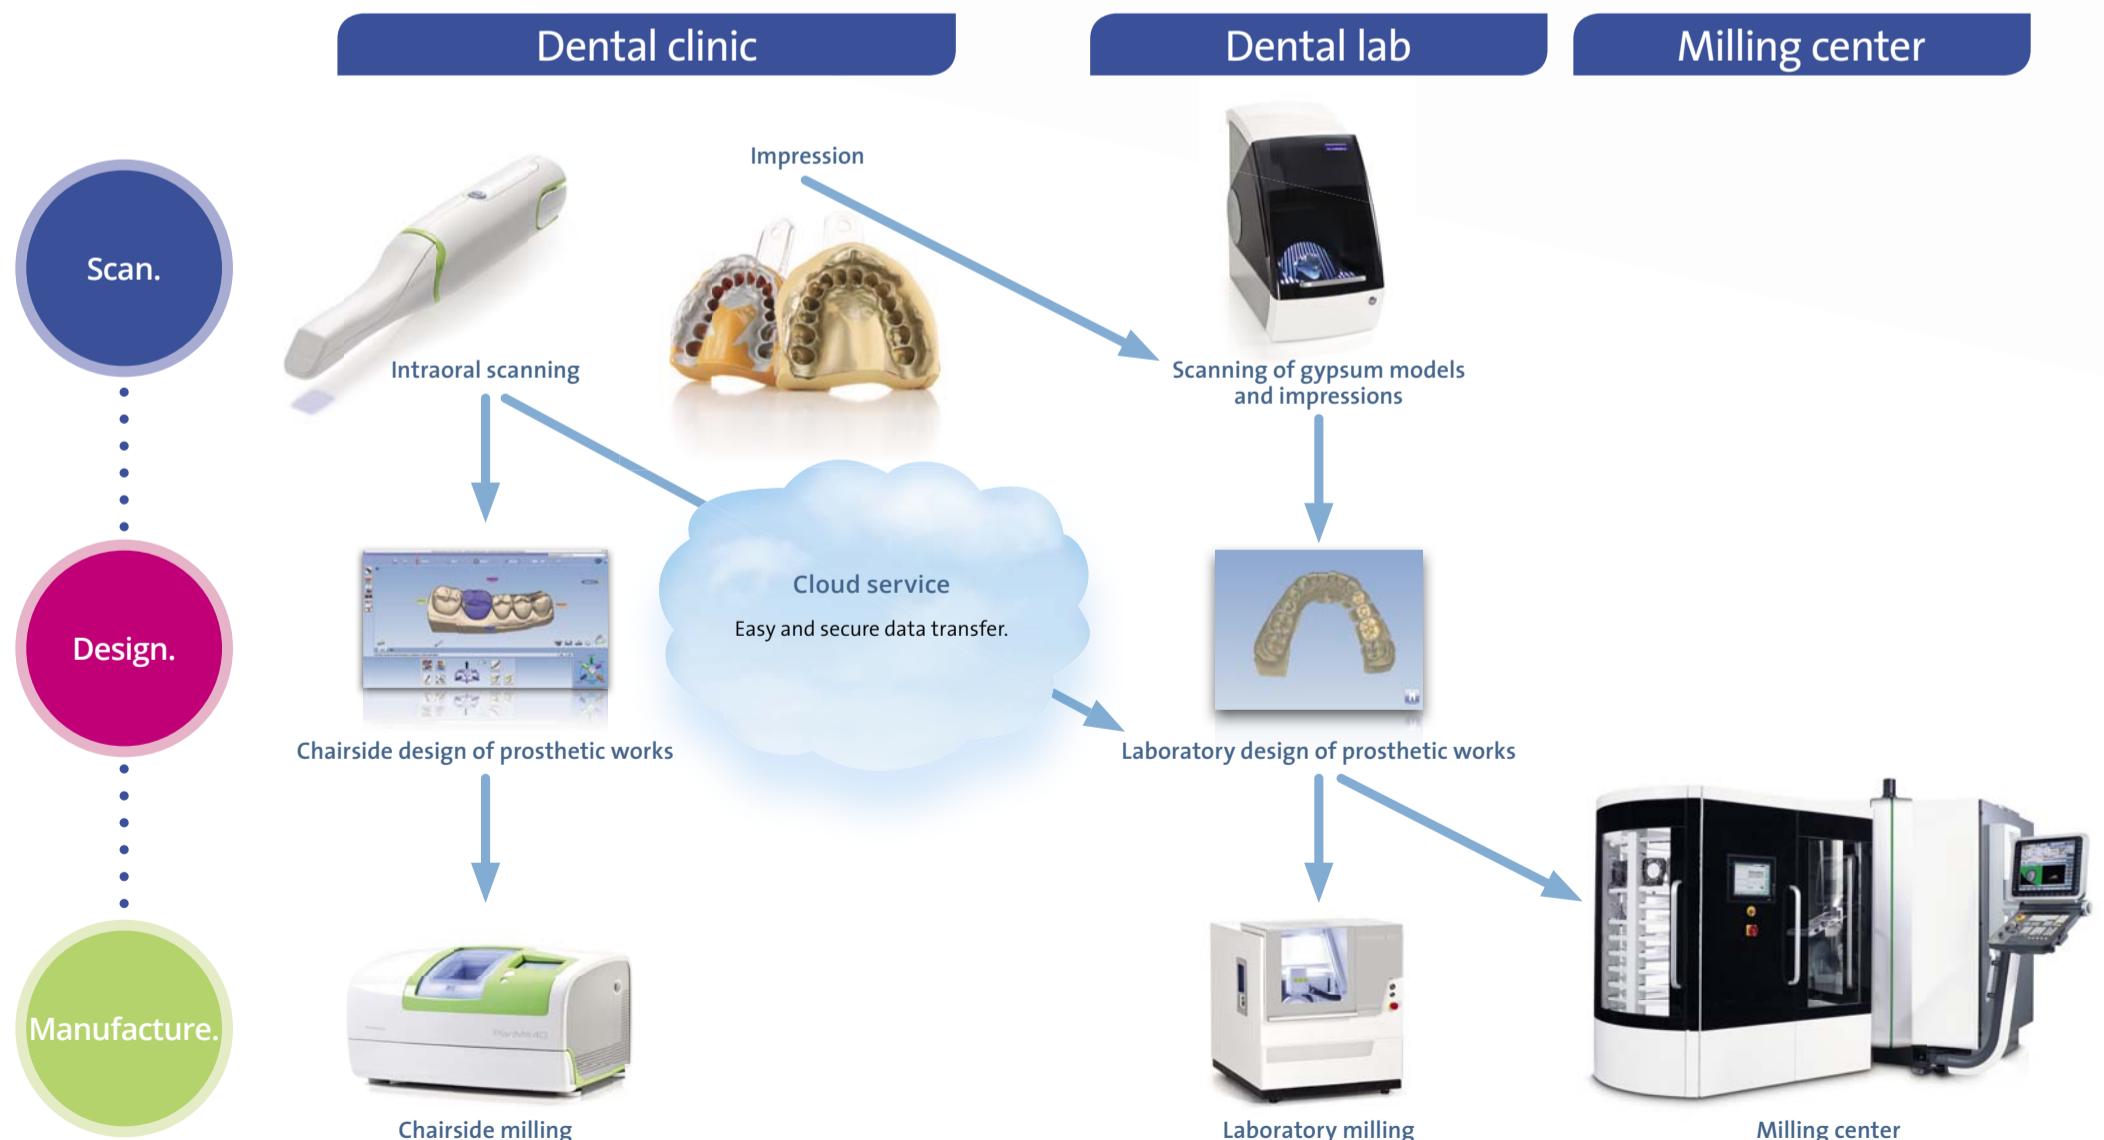 Dental clinic
Dental lab
Milling center
Impression
Scan.
Intraoral scanning
Scanning of gypsum models
and impressions
Cloud service
Easy and secure data transfer.
Design.
Chairside design of prosthetic works
Laboratory design of prosthetic works
Manufacture.
PlanMill 40
Chairside milling
Laboratory milling
Milling center